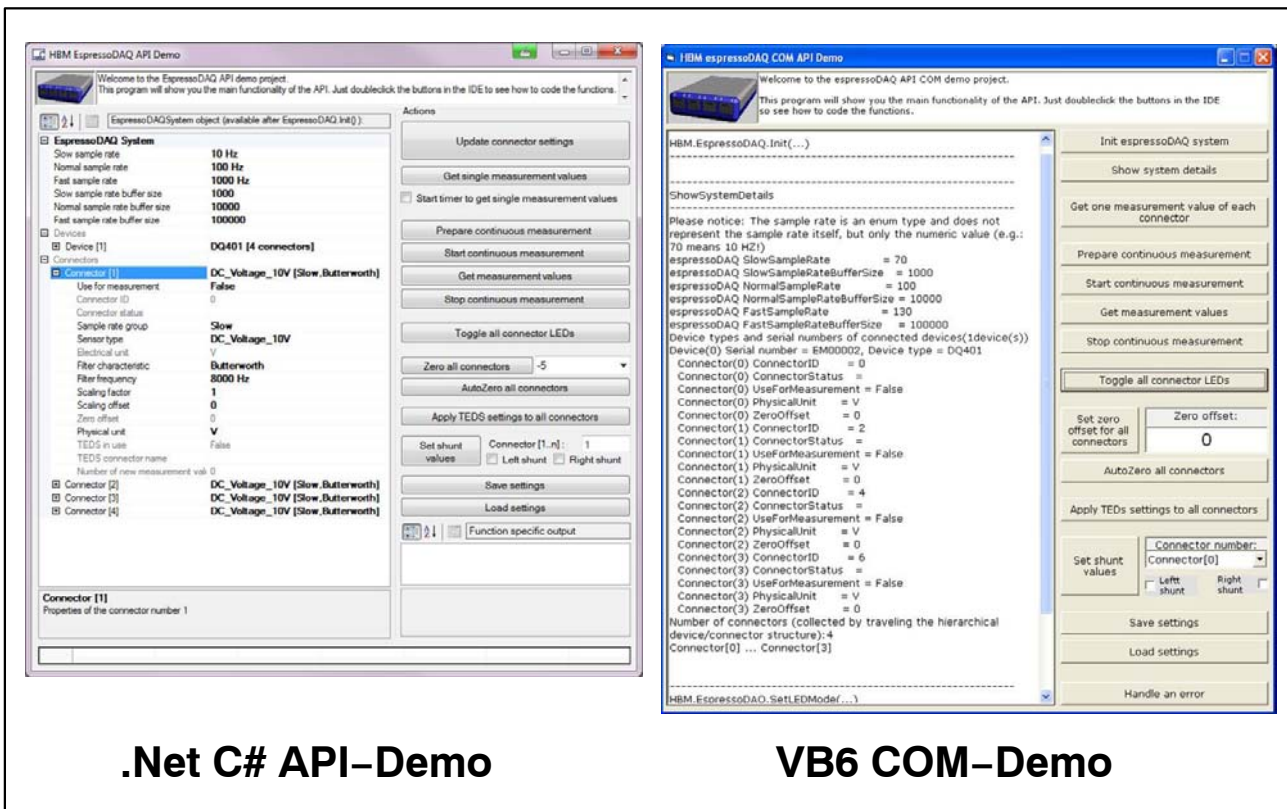 HBM EspressoDAQ API Demo
Welcome to the EspressoDAQ API demo project.
This program will show you the main functionality of the API. Just doubleclick the buttons in the IDE to see how to code the functions.
EspressoDAQSystem object (available after EspressoDAQ.Init()):
EspressoDAQ System
Slow sample rate 10 Hz
Normal sample rate 100 Hz
Fast sample rate 1000 Hz
Slow sample rate buffer size 1000
Normal sample rate buffer size 10000
Fast sample rate buffer size 100000
Devices
Device [1] DQ401 [4 connectors]
Connectors
Connector [1] DC_Voltage_10V [Slow,Butterworth]
Use for measurement False
Connector ID 0
Connector status
Sample rate group Slow
Sensor type DC_Voltage_10V
Electrical unit V
Filter characteristic Butterworth
Filter frequency 8000 Hz
Scaling factor 1
Scaling offset 0
Zero offset 0
Physical unit V
TEDS in use False
TEDS connector name
Number of new measurement valu 0
Connector [2] DC_Voltage_10V [Slow,Butterworth]
Connector [3] DC_Voltage_10V [Slow,Butterworth]
Connector [4] DC_Voltage_10V [Slow,Butterworth]
Connector [1]
Properties of the connector number 1
Actions
Update connector settings
Get single measurement values
Start timer to get single measurement values
Prepare continuous measurement
Start continuous measurement
Get measurement values
Stop continuous measurement
Toggle all connector LEDs
Zero all connectors -5
AutoZero all connectors
Apply TEDS settings to all connectors
Set shunt values
Connector [1..n] : 1
Left shunt Right shunt
Save settings
Load settings
Function specific output
HBM espressoDAQ COM API Demo
Welcome to the espressoDAQ API COM demo project.
This program will show you the main functionality of the API. Just doubleclick the buttons in the IDE
so see how to code the functions.
HBM.EspressoDAQ.Init(...)
----------------------------------------------------------------
----------------------------------------------------------------
ShowSystemDetails
----------------------------------------------------------------
Please notice: The sample rate is an enum type and does not
represent the sample rate itself, but only the numeric value (e.g.:
70 means 10 HZ!)
espressoDAQ SlowSampleRate = 70
espressoDAQ SlowSampleRateBufferSize = 1000
espressoDAQ NormalSampleRate = 100
espressoDAQ NormalSampleRateBufferSize = 10000
espressoDAQ FastSampleRate = 130
espressoDAQ FastSampleRateBufferSize = 100000
Device types and serial numbers of connected devices(1device(s))
Device(0) Serial number = EM00002, Device type = DQ401
Connector(0) ConnectorID = 0
Connector(0) ConnectorStatus =
Connector(0) UseForMeasurement = False
Connector(0) PhysicalUnit = V
Connector(0) ZeroOffset = 0
Connector(1) ConnectorID = 2
Connector(1) ConnectorStatus =
Connector(1) UseForMeasurement = False
Connector(1) PhysicalUnit = V
Connector(1) ZeroOffset = 0
Connector(2) ConnectorID = 4
Connector(2) ConnectorStatus =
Connector(2) UseForMeasurement = False
Connector(2) PhysicalUnit = V
Connector(2) ZeroOffset = 0
Connector(3) ConnectorID = 6
Connector(3) ConnectorStatus =
Connector(3) UseForMeasurement = False
Connector(3) PhysicalUnit = V
Connector(3) ZeroOffset = 0
Number of connectors (collected by traveling the hierarchical
device/connector structure):4
Connector[0] ... Connector[3]
----------------------------------------------------------------
HBM.EspressoDAQ.SetLEDMode(...)
Init espressoDAQ system
Show system details
Get one measurement value of each
connector
Prepare continuous measurement
Start continuous measurement
Get measurement values
Stop continuous measurement
Toggle all connector LEDs
Set zero
offset for all
connectors
Zero offset:
0
AutoZero all connectors
Apply TEDs settings to all connectors
Set shunt
values
Connector number:
Connector[0]
Leftt
shunt
Right
shunt
Save settings
Load settings
Handle an error
.Net C# API–Demo
VB6 COM–Demo